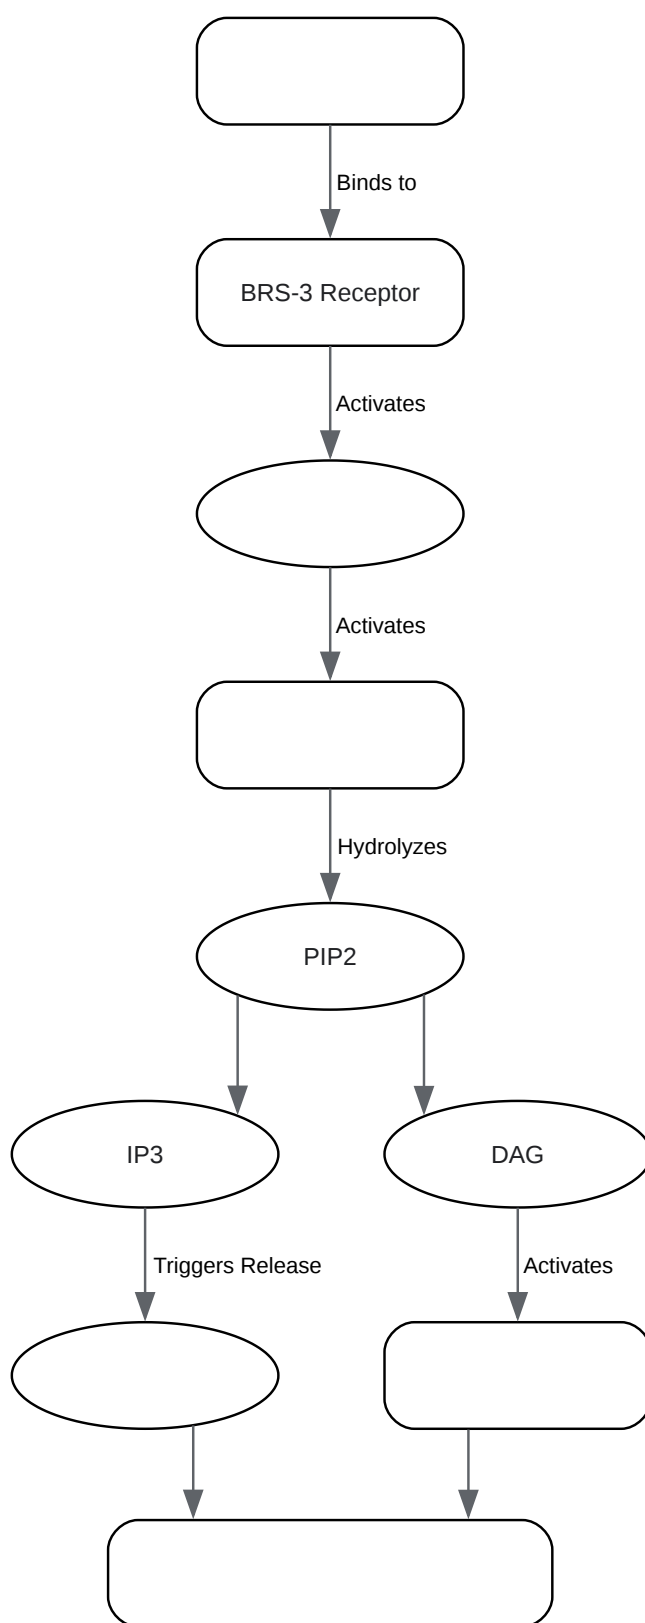 Binds to
BRS-3 Receptor
Activates
Activates
Hydrolyzes
PIP2
IP3
DAG
Triggers Release
Activates